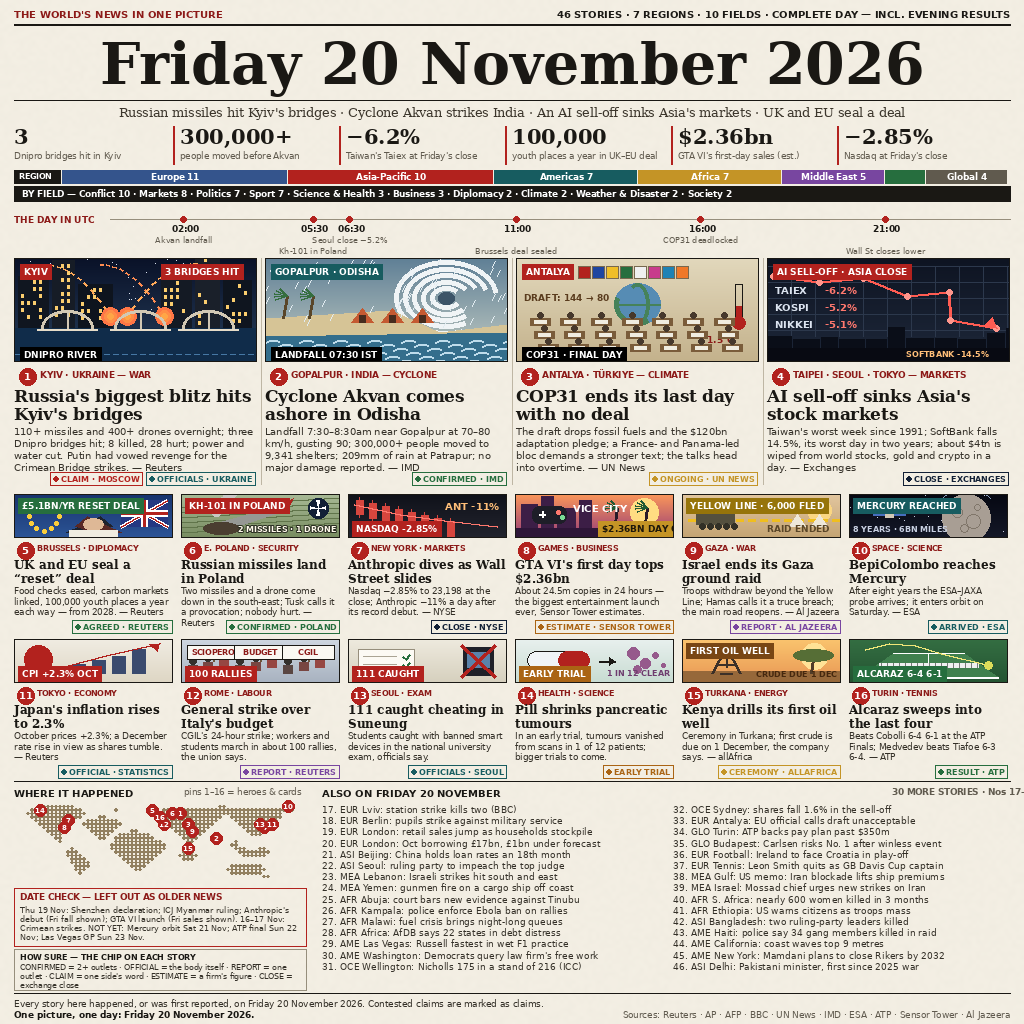 THE WORLD'S NEWS IN ONE PICTURE
46 STORIES · 7 REGIONS · 10 FIELDS · COMPLETE DAY — INCL. EVENING RESULTS
Friday 20 November 2026
Russian missiles hit Kyiv's bridges · Cyclone Akvan strikes India · An AI sell-off sinks Asia's markets · UK and EU seal a deal
3
Dnipro bridges hit in Kyiv
300,000+
people moved before Akvan
−6.2%
Taiwan's Taiex at Friday's close
100,000
youth places a year in UK–EU deal
$2.36bn
GTA VI's first-day sales (est.)
−2.85%
Nasdaq at Friday's close
REGION
Europe 11
Asia-Pacific 10
Americas 7
Africa 7
Middle East 5
Global 4
BY FIELD — Conflict 10 · Markets 8 · Politics 7 · Sport 7 · Science & Health 3 · Business 3 · Diplomacy 2 · Climate 2 · Weather & Disaster 2 · Society 2
THE DAY IN UTC
02:00
05:30
06:30
11:00
16:00
21:00
Akvan landfall
Seoul close −5.2%
COP31 deadlocked
Kh-101 in Poland
Brussels deal sealed
Wall St closes lower
KYIV
3 BRIDGES HIT
DNIPRO RIVER
1 KYIV · UKRAINE — WAR
Russia's biggest blitz hits
Kyiv's bridges
110+ missiles and 400+ drones overnight; three
Dnipro bridges hit; 8 killed, 28 hurt; power and
water cut. Putin had vowed revenge for the
Crimean Bridge strikes. — Reuters
CLAIM · MOSCOW
OFFICIALS · UKRAINE
GOPALPUR · ODISHA
LANDFALL 07:30 IST
2 GOPALPUR · INDIA — CYCLONE
Cyclone Akvan comes
ashore in Odisha
Landfall 7:30–8:30am near Gopalpur at 70–80
km/h, gusting 90; 300,000+ people moved to
9,341 shelters; 209mm of rain at Patrapur; no
major damage reported. — IMD
CONFIRMED · IMD
ANTALYA
DRAFT: 144 → 80
1.5°
COP31 · FINAL DAY
3 ANTALYA · TÜRKIYE — CLIMATE
COP31 ends its last day
with no deal
The draft drops fossil fuels and the $120bn
adaptation pledge; a France- and Panama-led
bloc demands a stronger text; the talks head
into overtime. — UN News
ONGOING · UN NEWS
AI SELL-OFF · ASIA CLOSE
TAIEX -6.2%
KOSPI -5.2%
NIKKEI -5.1%
SOFTBANK -14.5%
4 TAIPEI · SEOUL · TOKYO — MARKETS
AI sell-off sinks Asia's
stock markets
Taiwan's worst week since 1991; SoftBank falls
14.5%, its worst day in two years; about $4tn is
wiped from world stocks, gold and crypto in a
day. — Exchanges
CLOSE · EXCHANGES
£5.1BN/YR RESET DEAL
5 BRUSSELS · DIPLOMACY
UK and EU seal a
“reset” deal
Food checks eased, carbon markets
linked, 100,000 youth places a year
each way — from 2028. — Reuters
AGREED · REUTERS
KH-101 IN POLAND
2 MISSILES · 1 DRONE
6 E. POLAND · SECURITY
Russian missiles land
in Poland
Two missiles and a drone come
down in the south-east; Tusk calls it
a provocation; nobody hurt. —
Reuters
CONFIRMED · POLAND
ANT -11%
NASDAQ -2.85%
7 NEW YORK · MARKETS
Anthropic dives as Wall
Street slides
Nasdaq −2.85% to 23,198 at the
close; Anthropic −11% a day after
its record debut. — NYSE
CLOSE · NYSE
VICE CITY
$2.36BN DAY
8 GAMES · BUSINESS
GTA VI's first day tops
$2.36bn
About 24.5m copies in 24 hours —
the biggest entertainment launch
ever, Sensor Tower estimates.
ESTIMATE · SENSOR TOWER
YELLOW LINE · 6,000 FLED
RAID ENDED
9 GAZA · WAR
Israel ends its Gaza
ground raid
Troops withdraw beyond the Yellow
Line; Hamas calls it a truce breach;
the main road reopens. — Al Jazeera
REPORT · AL JAZEERA
MERCURY REACHED
8 YEARS · 6BN MILES
10 SPACE · SCIENCE
BepiColombo reaches
Mercury
After eight years the ESA–JAXA
probe arrives; it enters orbit on
Saturday. — ESA
ARRIVED · ESA
CPI +2.3% OCT
11 TOKYO · ECONOMY
Japan's inflation rises
to 2.3%
October prices +2.3%; a December
rate rise in view as shares tumble.
— Reuters
OFFICIAL · STATISTICS
SCIOPERO
BUDGET
CGIL
100 RALLIES
12 ROME · LABOUR
General strike over
Italy's budget
CGIL's 24-hour strike; workers and
students march in about 100 rallies,
the union says.
REPORT · REUTERS
111 CAUGHT
13 SEOUL · EXAM
111 caught cheating in
Suneung
Students caught with banned smart
devices in the national university
exam, officials say.
OFFICIALS · SEOUL
EARLY TRIAL
1 IN 12 CLEAR
14 HEALTH · SCIENCE
Pill shrinks pancreatic
tumours
In an early trial, tumours vanished
from scans in 1 of 12 patients;
bigger trials to come.
EARLY TRIAL
FIRST OIL WELL
CRUDE DUE 1 DEC
15 TURKANA · ENERGY
Kenya drills its first oil
well
Ceremony in Turkana; first crude is
due on 1 December, the company
says. — allAfrica
CEREMONY · ALLAFRICA
ALCARAZ 6-4 6-1
16 TURIN · TENNIS
Alcaraz sweeps into
the last four
Beats Cobolli 6-4 6-1 at the ATP
Finals; Medvedev beats Tiafoe 6-3
6-4. — ATP
RESULT · ATP
WHERE IT HAPPENED
pins 1–16 = heroes & cards
14
7
8
5
6
1
16
12
3
9
2
15
13
11
10
DATE CHECK — LEFT OUT AS OLDER NEWS
Thu 19 Nov: Shenzhen declaration; ICJ Myanmar ruling; Anthropic's
debut (Fri fall shown); GTA VI launch (Fri sales shown). 16–17 Nov:
Crimean strikes. NOT YET: Mercury orbit Sat 21 Nov; ATP final Sun 22
Nov; Las Vegas GP Sun 23 Nov.
HOW SURE — THE CHIP ON EACH STORY
CONFIRMED = 2+ outlets · OFFICIAL = the body itself · REPORT = one
outlet · CLAIM = one side's word · ESTIMATE = a firm's figure · CLOSE =
exchange close
ALSO ON FRIDAY 20 NOVEMBER
30 MORE STORIES · Nos 17-
17. EUR Lviv: station strike kills two (BBC)
18. EUR Berlin: pupils strike against military service
19. EUR London: retail sales jump as households stockpile
20. EUR London: Oct borrowing £17bn, £1bn under forecast
21. ASI Beijing: China holds loan rates an 18th month
22. ASI Seoul: ruling party to impeach the top judge
23. MEA Lebanon: Israeli strikes hit south and east
24. MEA Yemen: gunmen fire on a cargo ship off coast
25. AFR Abuja: court bars new evidence against Tinubu
26. AFR Kampala: police enforce Ebola ban on rallies
27. AFR Malawi: fuel crisis brings night-long queues
28. AFR Africa: AfDB says 22 states in debt distress
29. AME Las Vegas: Russell fastest in wet F1 practice
30. AME Washington: Democrats query law firm's free work
31. OCE Wellington: Nicholls 175 in a stand of 216 (ICC)
32. OCE Sydney: shares fall 1.6% in the sell-off
33. EUR Antalya: EU official calls draft unacceptable
34. GLO Turin: ATP backs pay plan past $350m
35. GLO Budapest: Carlsen risks No. 1 after winless event
36. EUR Football: Ireland to face Croatia in play-off
37. EUR Tennis: Leon Smith quits as GB Davis Cup captain
38. MEA Gulf: US memo: Iran blockade lifts ship premiums
39. MEA Israel: Mossad chief urges new strikes on Iran
40. AFR S. Africa: nearly 600 women killed in 3 months
41. AFR Ethiopia: US warns citizens as troops mass
42. ASI Bangladesh: two ruling-party leaders killed
43. AME Haiti: police say 34 gang members killed in raid
44. AME California: coast waves top 9 metres
45. AME New York: Mamdani plans to close Rikers by 2032
46. ASI Delhi: Pakistani minister, first since 2025 war
Every story here happened, or was first reported, on Friday 20 November 2026. Contested claims are marked as claims.
One picture, one day: Friday 20 November 2026.
Sources: Reuters · AP · AFP · BBC · UN News · IMD · ESA · ATP · Sensor Tower · Al Jazeera